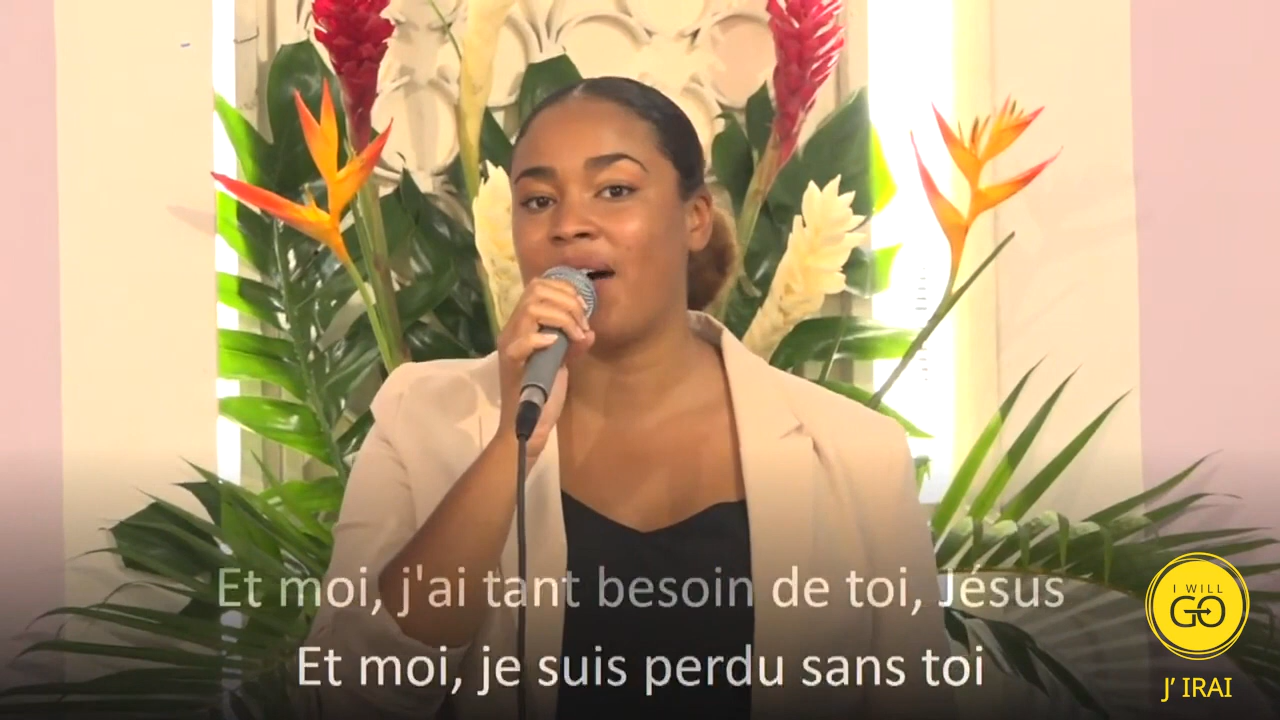 Et moi, j'ai tant besoin de toi, Jésus
Et moi, je suis perdu sans toi
I WILL
GO
J' IRAI